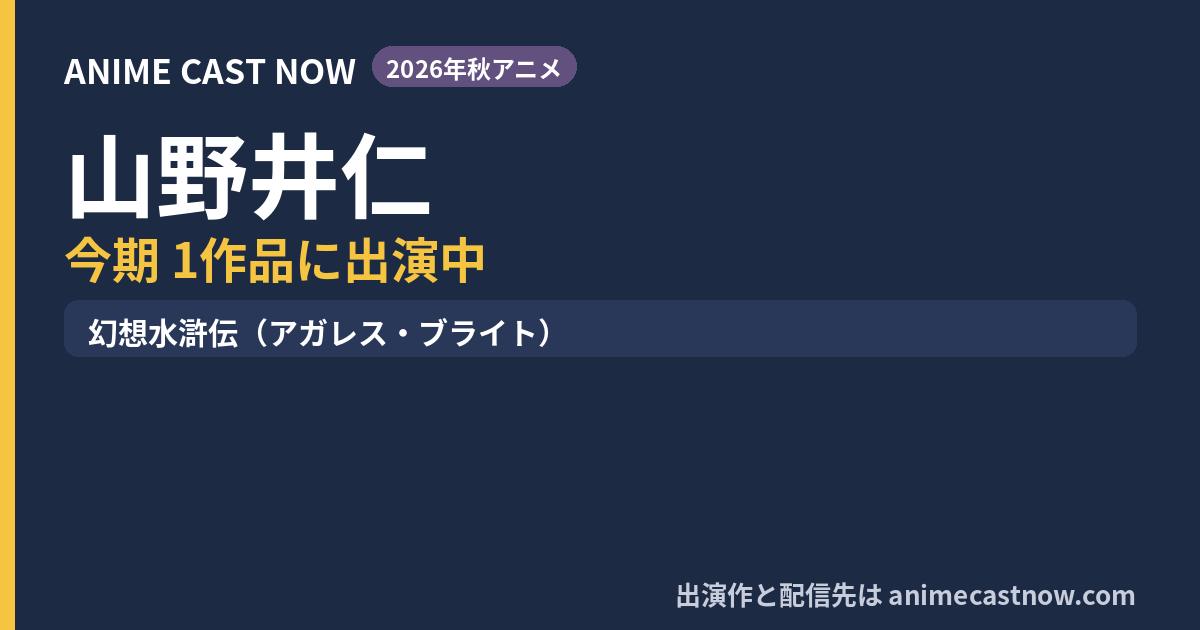 ANIME CAST NOW 2026年秋アニメ
山野井仁
今期 1作品に出演中
幻想水滸伝（アガレス・ブライト）
出演作と配信先は animecastnow.com